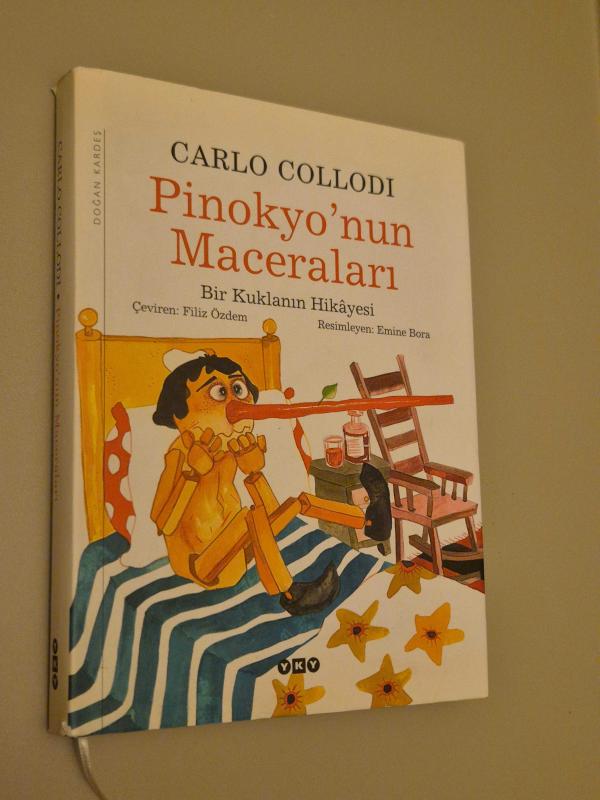 CARLO COLLODI
Pinokyo'nun
Maceraları
Bir Kuklanın Hikâyesi
Çeviren: Filiz Özdem
Resimleyen: Emine Bora
DOĞAN KARDEŞ
YKY
CARLO COLLODI • Pinokyo'nun Maceraları
YKY